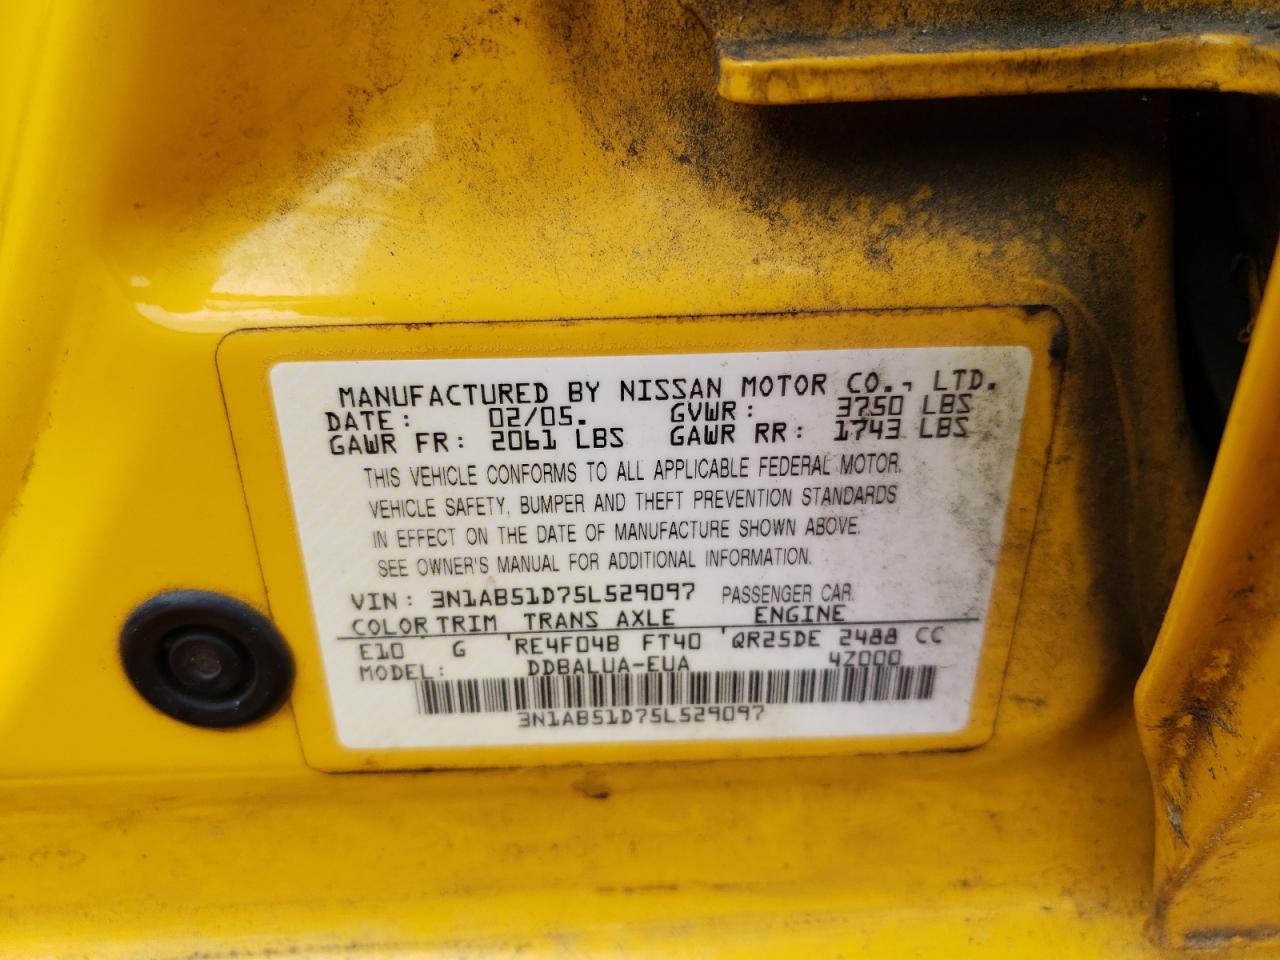 MANUFACTURED BY NISSAN MOTOR CO., LTD.
DATE: 02/05. GVWR: 3750 LBS
GAWR FR: 2061 LBS GAWR RR: 1743 LBS
THIS VEHICLE CONFORMS TO ALL APPLICABLE FEDERAL MOTOR.
VEHICLE SAFETY, BUMPER AND THEFT PREVENTION STANDARDS
IN EFFECT ON THE DATE OF MANUFACTURE SHOWN ABOVE.
SEE OWNER'S MANUAL FOR ADDITIONAL INFORMATION.
VIN: 3N1AB51D75L529097 PASSENGER CAR.
COLOR TRIM TRANS AXLE ENGINE
E10 G RE4F04B FT40 QR25DE 2488 CC
MODEL: DDBALUA-EUA 4Z000
3N1AB51D75L529097